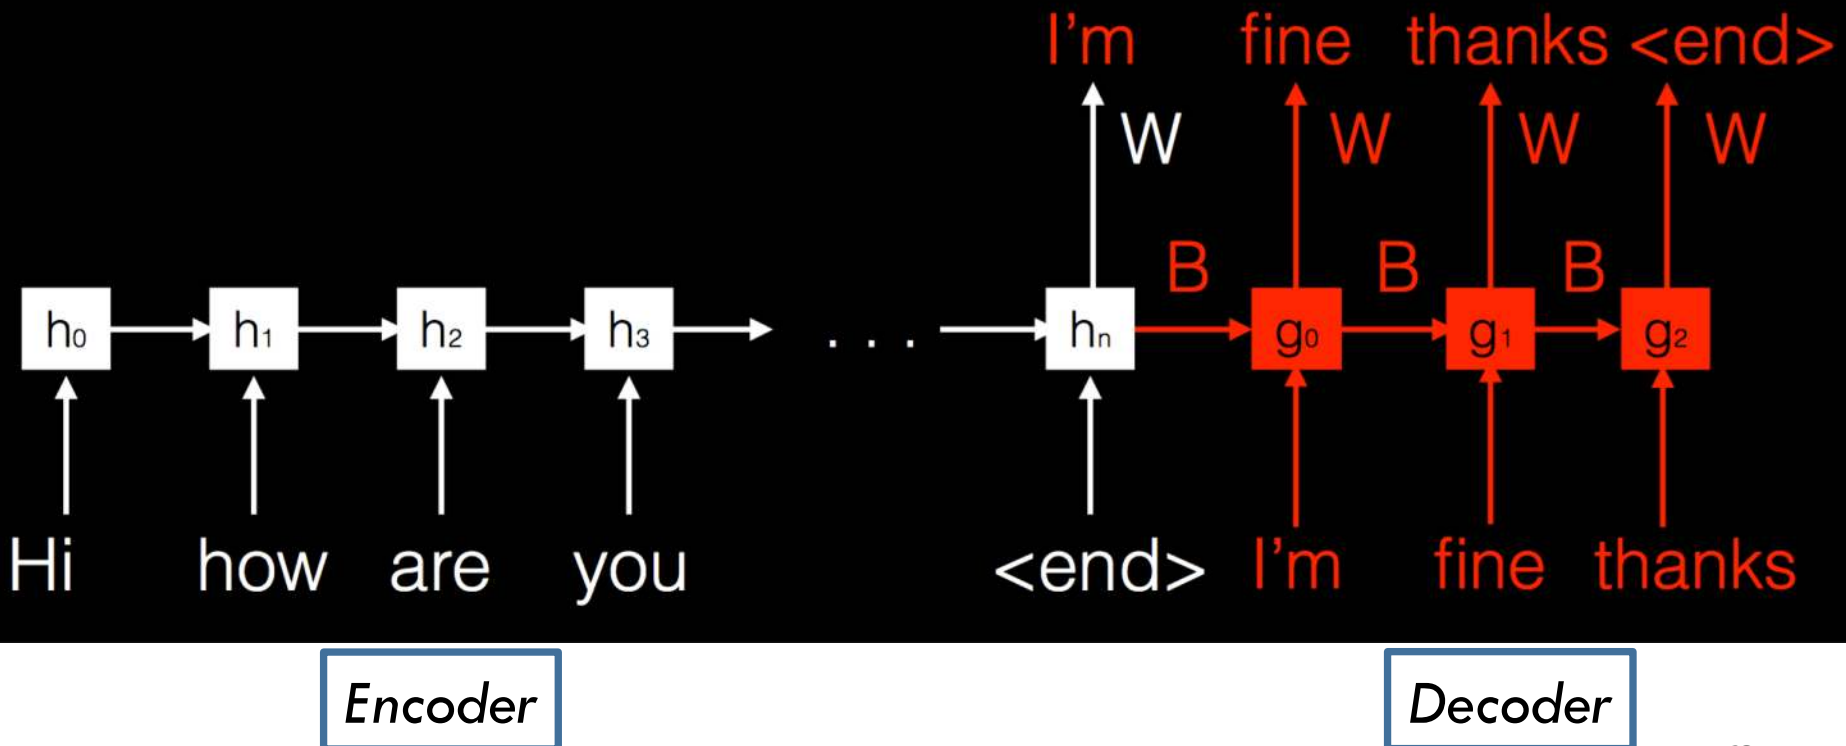 I'm fine thanks <end>
W W W W
B B B
h₀ h₁ h₂ h₃ . . . hₙ g₀ g₁ g₂
Hi how are you <end> I'm fine thanks
Encoder Decoder